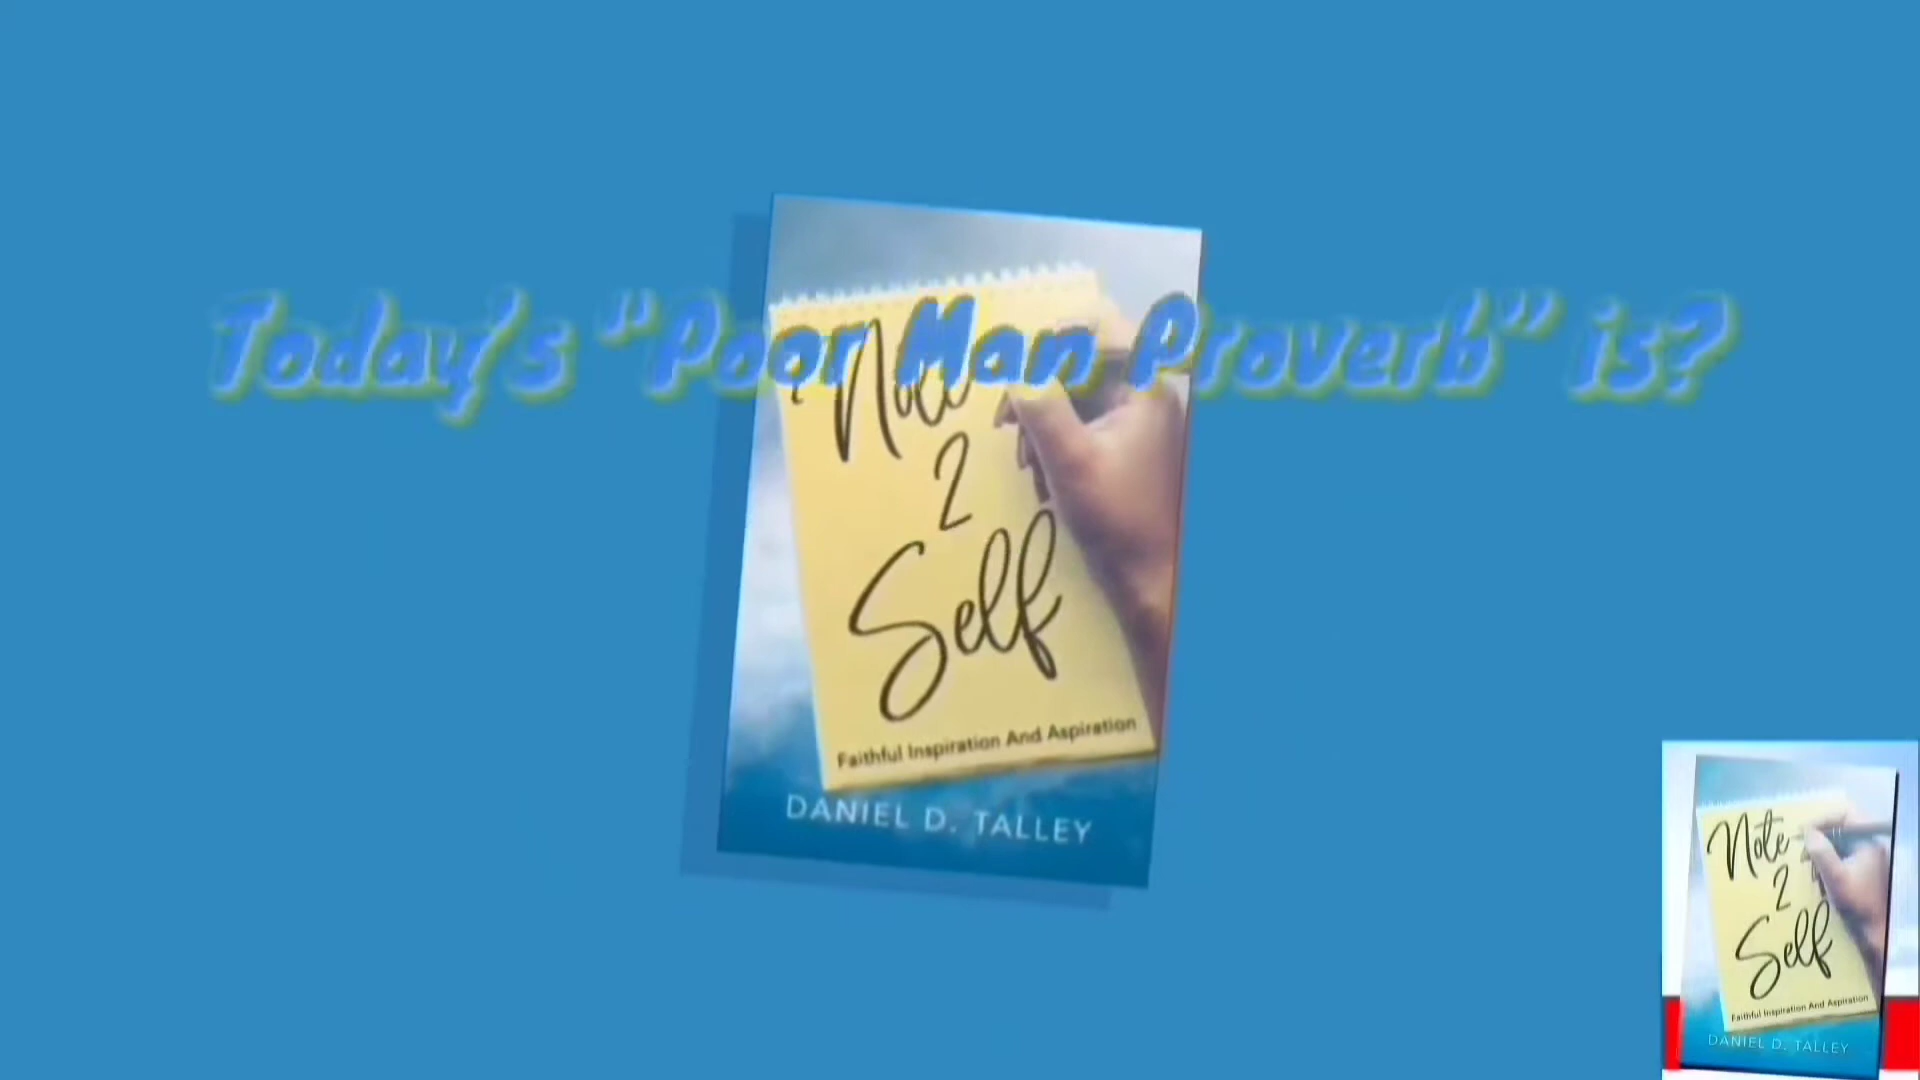 Today's "Poor Man Proverb" is?
Note
2
Self
Faithful Inspiration And Aspiration
DANIEL D. TALLEY
Note
2
Self
Faithful Inspiration And Aspiration
DANIEL D. TALLEY